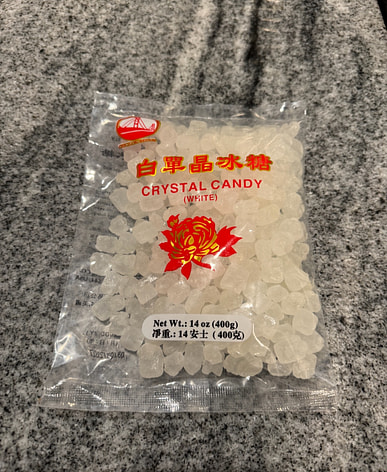 白單晶冰糖
CRYSTAL CANDY
(WHITE)
Net Wt.: 14 oz (400g)
凈重.: 14 安士 ( 400克)